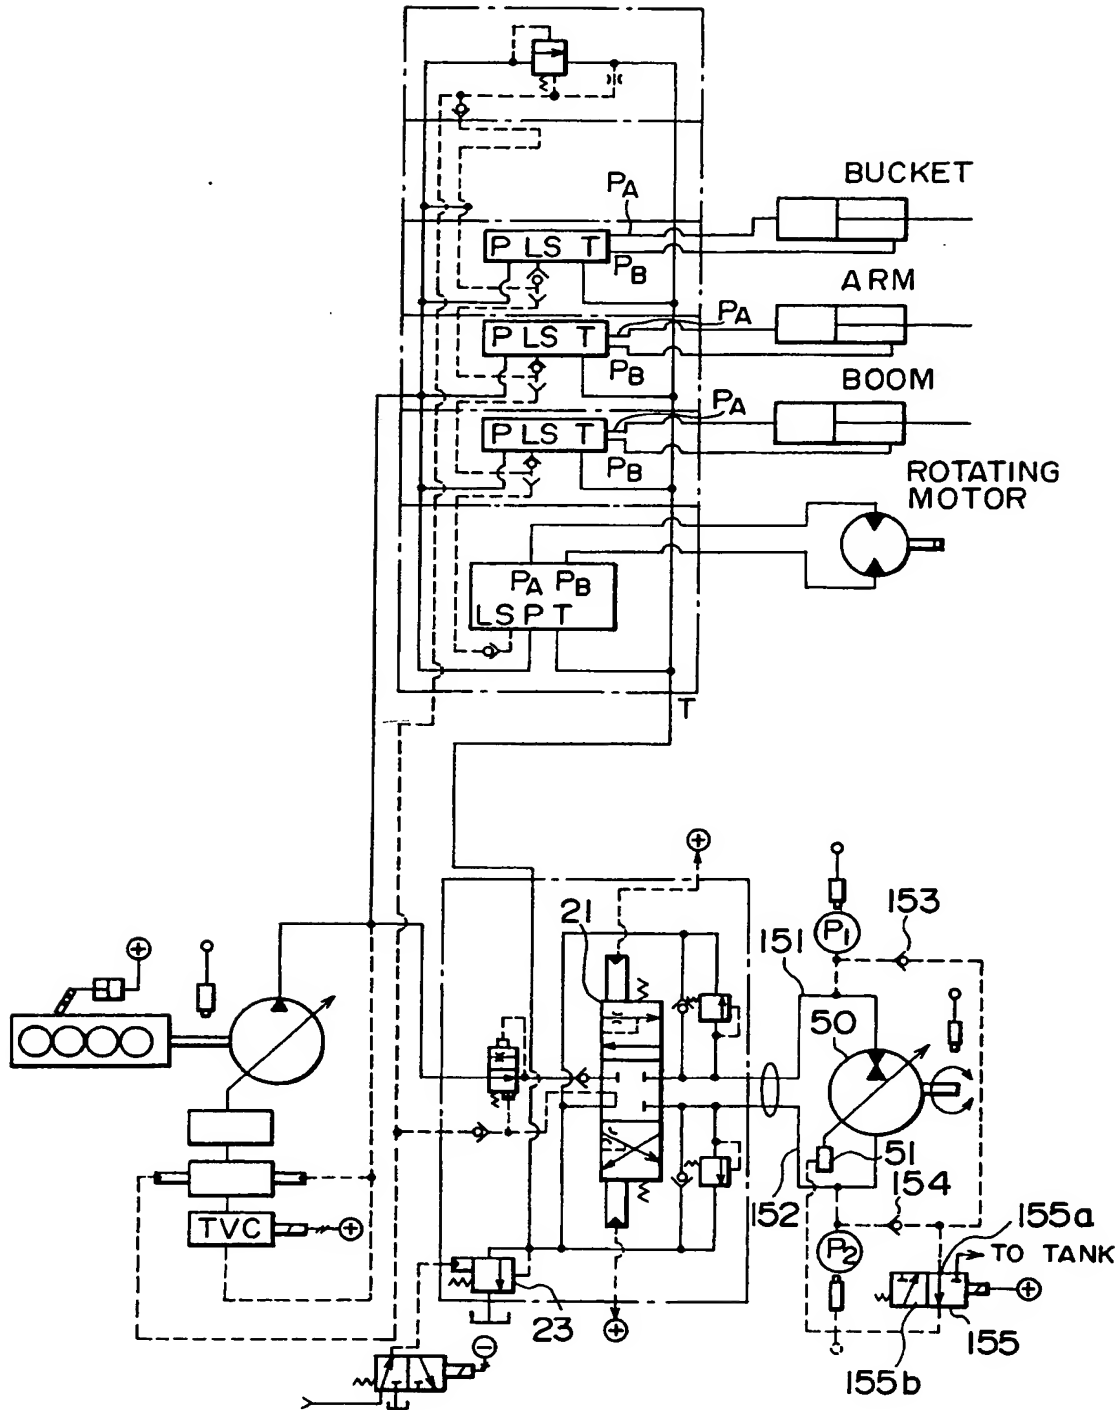 BUCKET
PA
P LS T
PB
ARM
PA
P LS T
PB
BOOM
PA
P LS T
PB
ROTATING
MOTOR
PA PB
LS P T
T
21
153
P1
151
50
51
154
152
155a
P2
TO TANK
TVC
23
155
155b